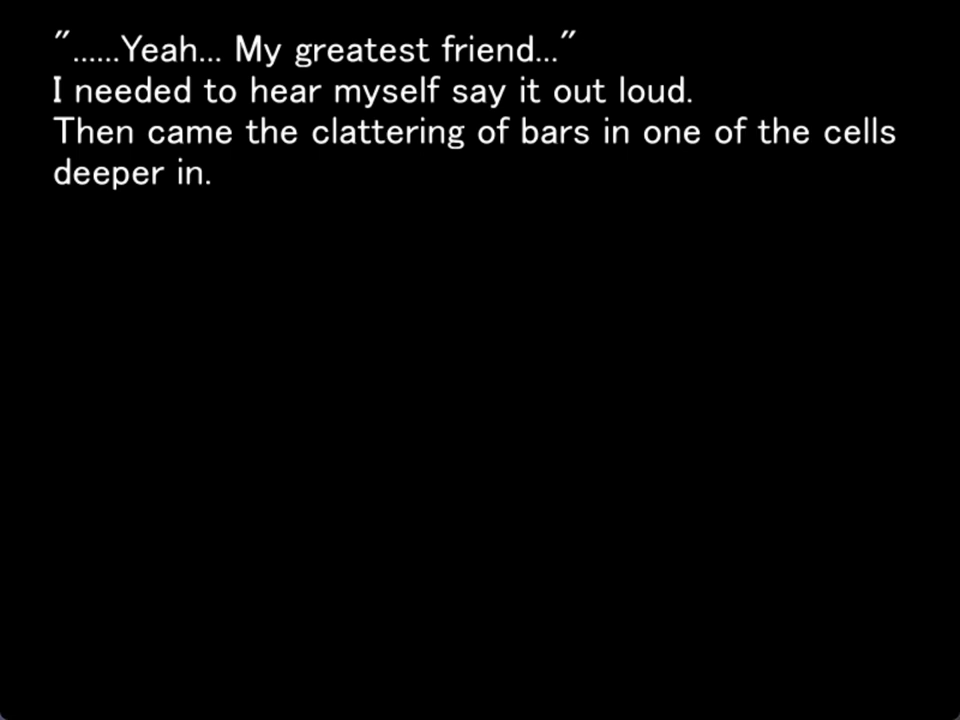 "......Yeah... My greatest friend..."
I needed to hear myself say it out loud.
Then came the clattering of bars in one of the cells
deeper in.